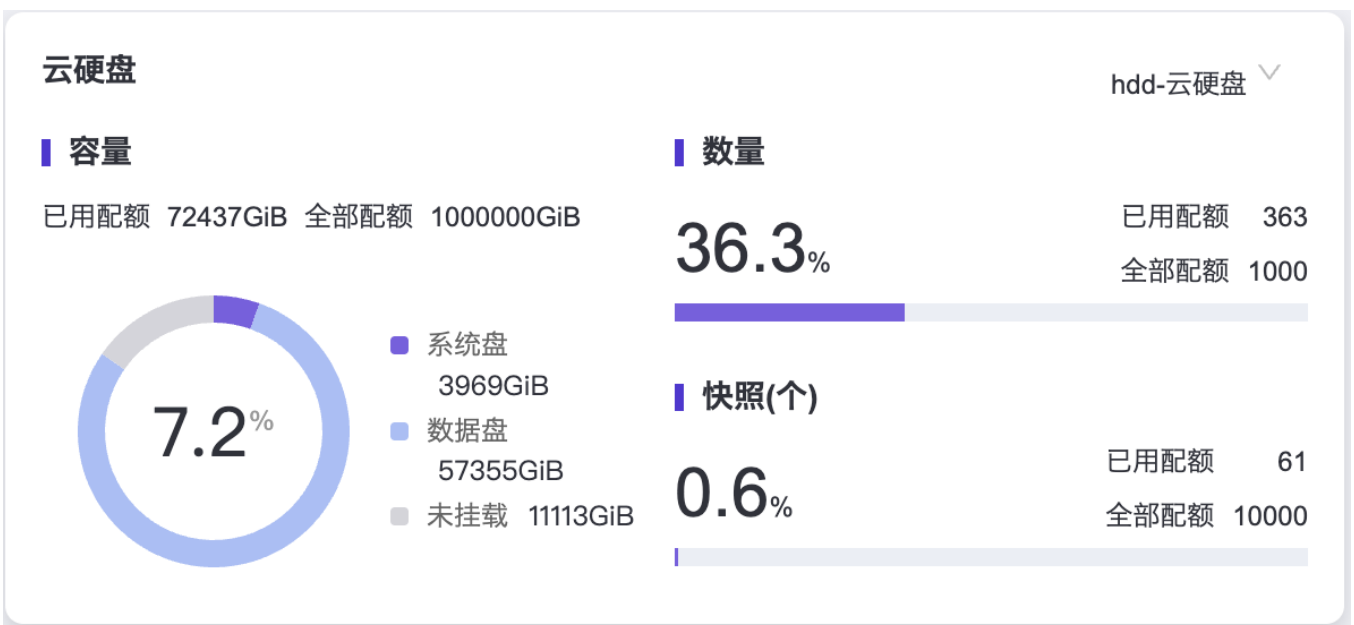 云硬盘
hdd-云硬盘
容量
已用配额 72437GiB 全部配额 1000000GiB
7.2%
系统盘
3969GiB
数据盘
57355GiB
未挂载 11113GiB
数量
36.3%
已用配额 363
全部配额 1000
快照(个)
0.6%
已用配额 61
全部配额 10000